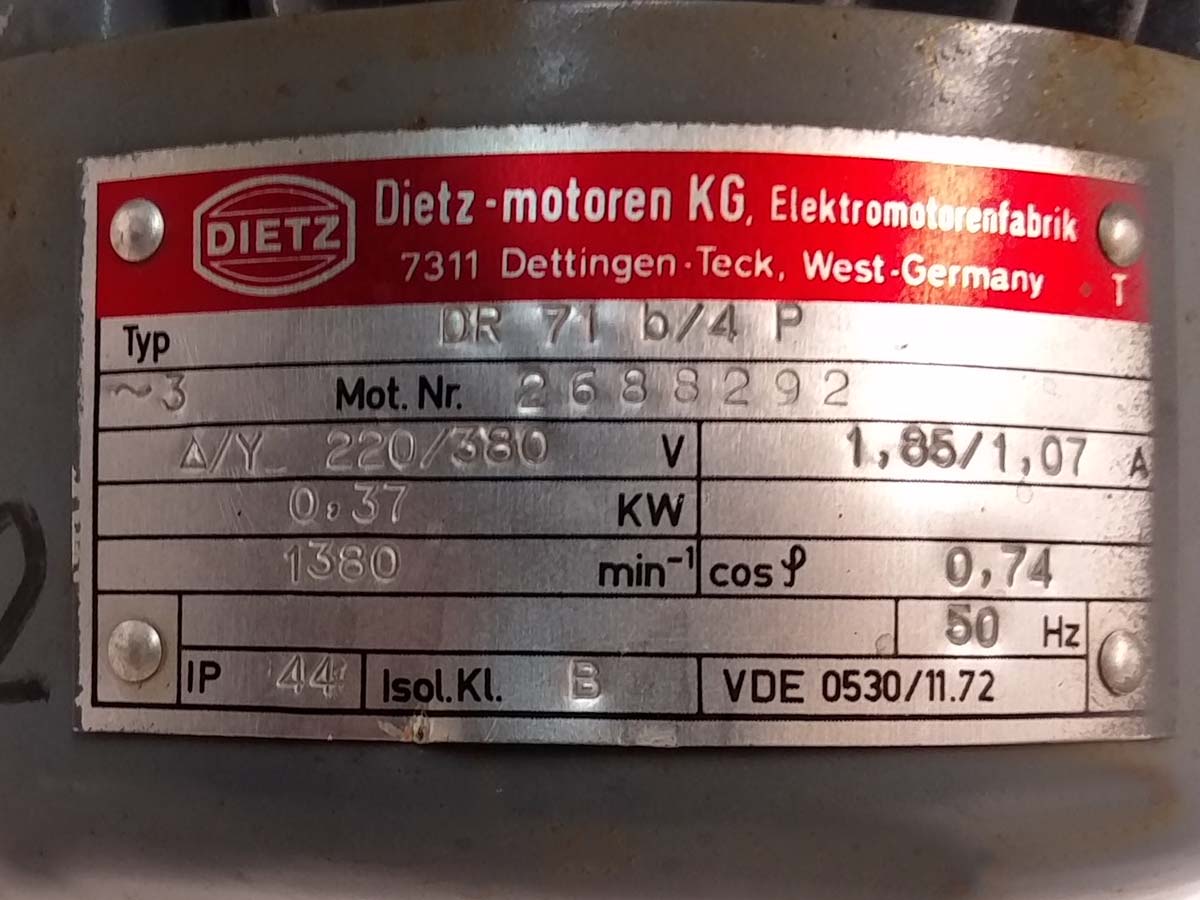 DIETZ
Dietz-motoren KG, Elektromotorenfabrik
7311 Dettingen-Teck, West-Germany T
Typ DR 71 b/4 P
~3 Mot. Nr. 2688292
Δ/Y 220/380 V 1,85/1,07 A
0,37 KW
1380 min⁻¹ cos φ 0,74
50 Hz
IP 44 Isol.Kl. B VDE 0530/11.72
2